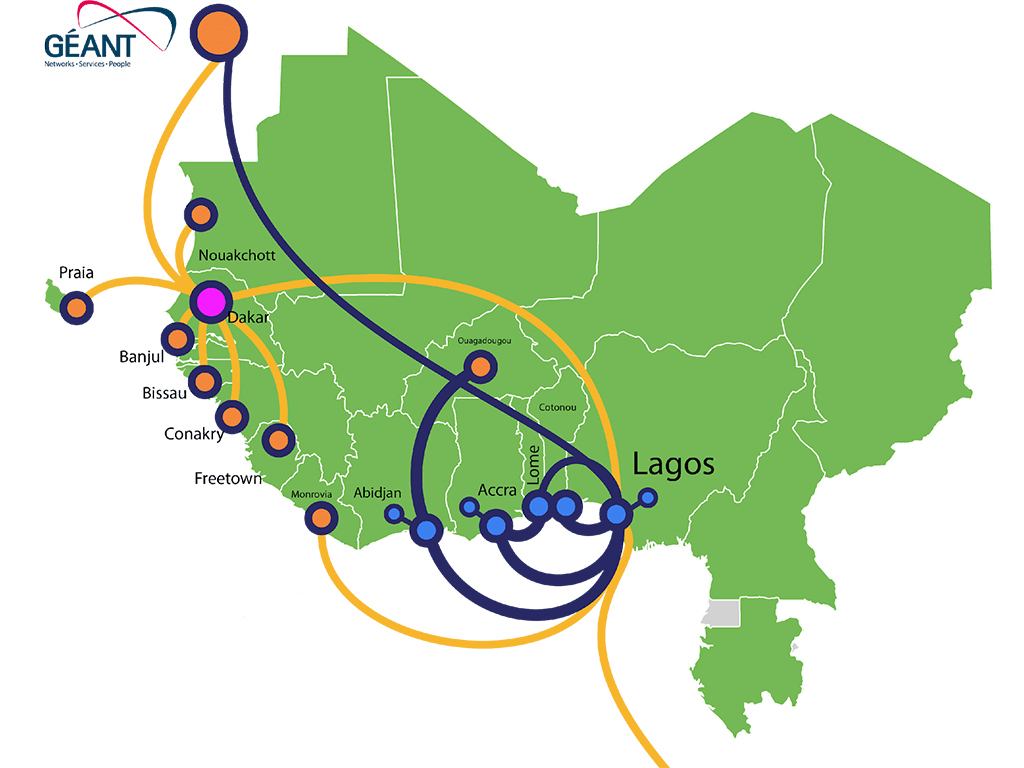 GÉANT
Networks • Services • People
Nouakchott
Praia
Dakar
Ouagadougou
Banjul
Bissau
Cotonou
Conakry
Lome
Lagos
Freetown
Monrovia
Abidjan
Accra